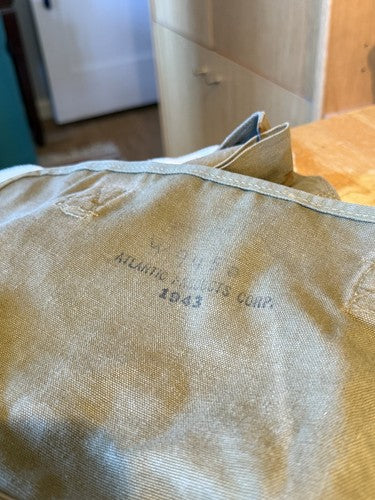 ATLANTIC PRODUCTS CORP.
1943